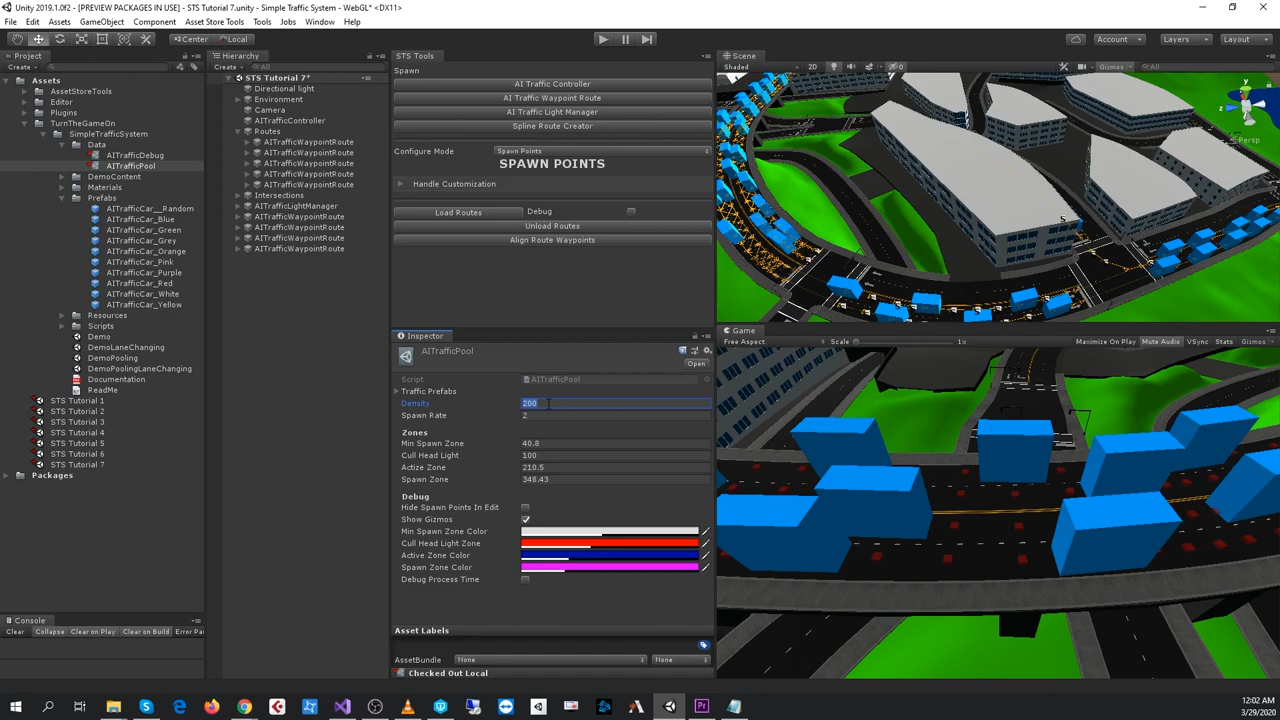 Unity 2019.1.0f2 - [PREVIEW PACKAGES IN USE] - STS Tutorial 7.unity - Simple Traffic System - WebGL* <DX11>
File Edit Assets GameObject Component Asset Store Tools Tools Jobs Window Help
Center Local Account Layers Layout
Project
Create
Assets
AssetStoreTools
Editor
Plugins
TurnTheGameOn
SimpleTrafficSystem
Data
AITrafficDebug
AITrafficPool
DemoContent
Materials
Prefabs
AITrafficCar__Random
AITrafficCar_Blue
AITrafficCar_Green
AITrafficCar_Grey
AITrafficCar_Orange
AITrafficCar_Pink
AITrafficCar_Purple
AITrafficCar_Red
AITrafficCar_White
AITrafficCar_Yellow
Resources
Scripts
Demo
DemoLaneChanging
DemoPooling
DemoPoolingLaneChanging
Documentation
ReadMe
STS Tutorial 1
STS Tutorial 2
STS Tutorial 3
STS Tutorial 4
STS Tutorial 5
STS Tutorial 6
STS Tutorial 7
Packages
Console
Clear Collapse Clear on Play Clear on Build Error Pa
Hierarchy
Create All
STS Tutorial 7*
Directional light
Environment
Camera
AITrafficController
Routes
AITrafficWaypointRoute
AITrafficWaypointRoute
AITrafficWaypointRoute
AITrafficWaypointRoute
AITrafficWaypointRoute
Intersections
AITrafficLightManager
AITrafficWaypointRoute
AITrafficWaypointRoute
AITrafficWaypointRoute
AITrafficWaypointRoute
STS Tools
Spawn
AI Traffic Controller
AI Traffic Waypoint Route
AI Traffic Light Manager
Spline Route Creator
Configure Mode Spawn Points
SPAWN POINTS
Handle Customization
Load Routes Debug
Unload Routes
Align Route Waypoints
Inspector
AITrafficPool
Open
Script AITrafficPool
Traffic Prefabs
Density 200
Spawn Rate 2
Zones
Min Spawn Zone 40.8
Cull Head Light 100
Actize Zone 210.5
Spawn Zone 348.43
Debug
Hide Spawn Points In Edit
Show Gizmos
Min Spawn Zone Color
Cull Head Light Zone
Active Zone Color
Spawn Zone Color
Debug Process Time
Asset Labels
AssetBundle None None
Checked Out Local
Scene
Shaded 2D 0 Gizmos All
y
z
Persp
S
Game
Free Aspect Scale 1x Maximize On Play Mute Audio VSync Stats Gizmos
12:02 AM
3/29/2020